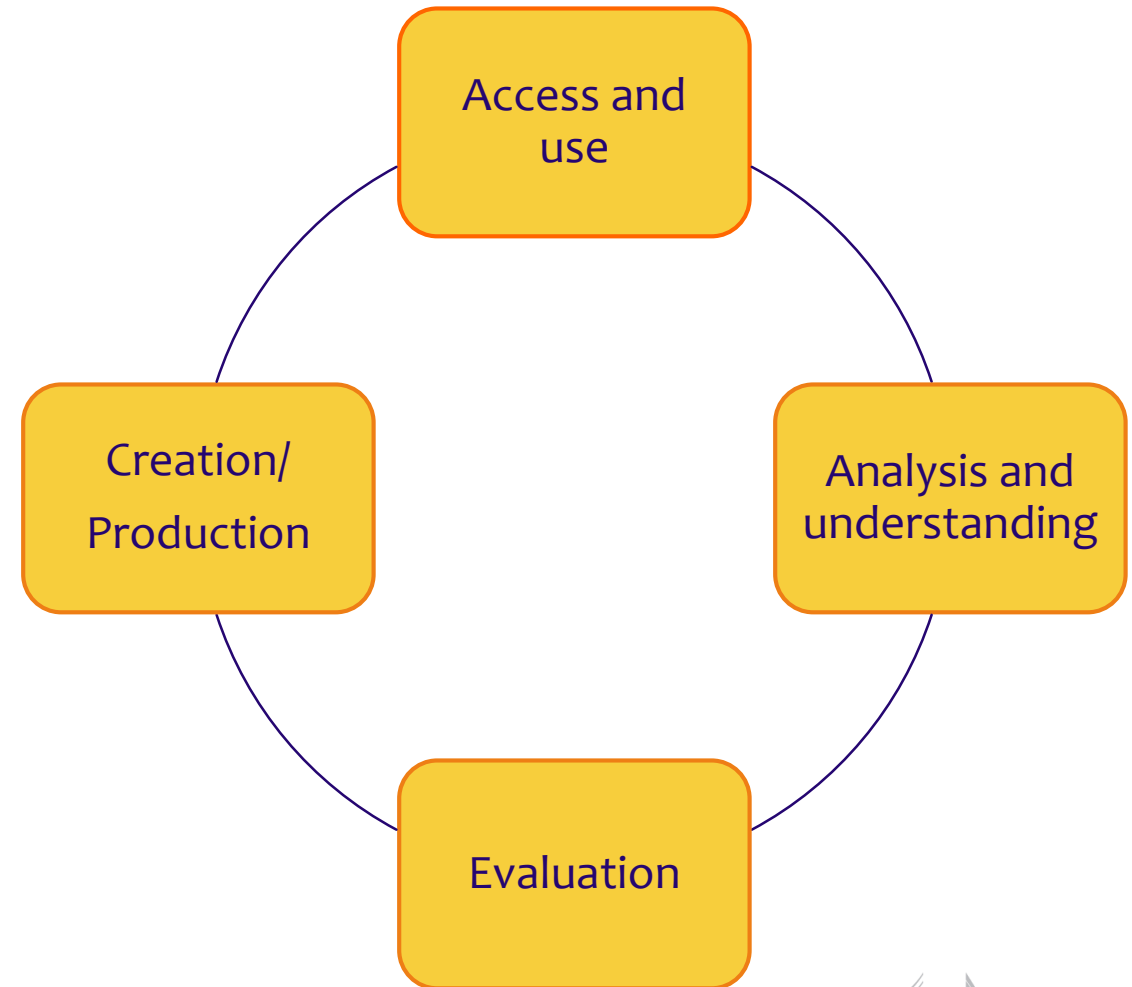 Access and
use
Analysis and
understanding
Evaluation
Creation/
Production